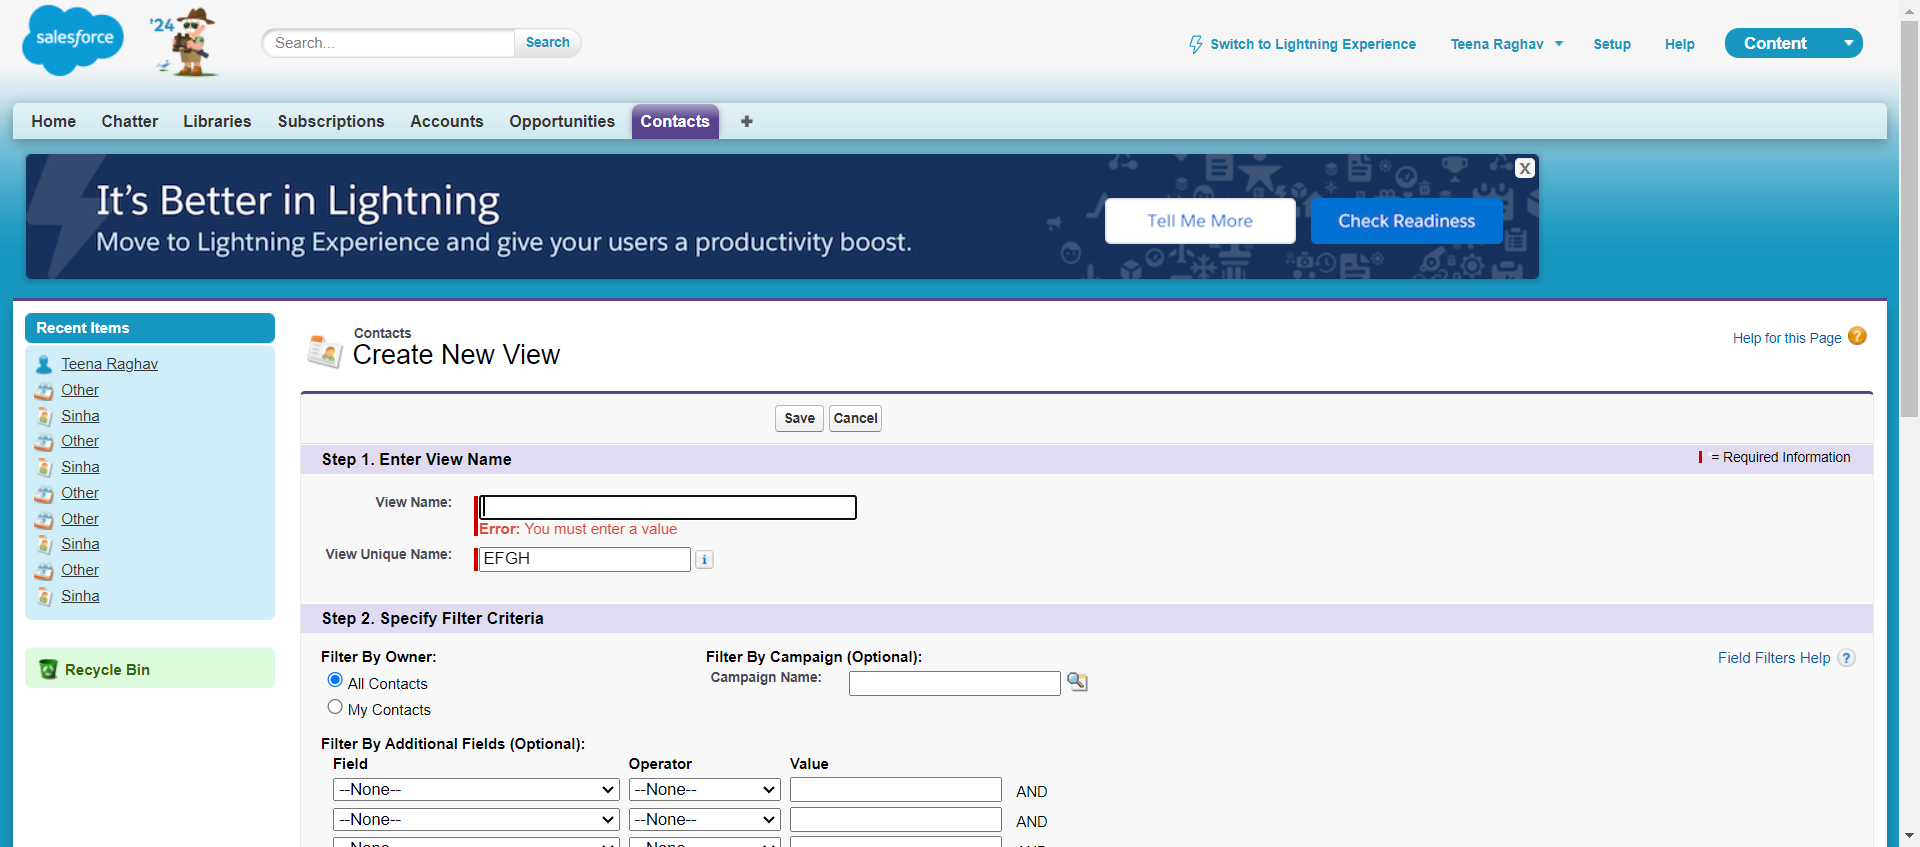 salesforce
'24
Search...
Search
Switch to Lightning Experience
Teena Raghav
Setup
Help
Content
Home
Chatter
Libraries
Subscriptions
Accounts
Opportunities
Contacts
It's Better in Lightning
Move to Lightning Experience and give your users a productivity boost.
Tell Me More
Check Readiness
X
Recent Items
Teena Raghav
Other
Sinha
Other
Sinha
Other
Other
Sinha
Other
Sinha
Recycle Bin
Contacts
Create New View
Help for this Page
?
Save
Cancel
Step 1. Enter View Name
= Required Information
View Name:
Error: You must enter a value
View Unique Name:
EFGH
i
Step 2. Specify Filter Criteria
Filter By Owner:
All Contacts
My Contacts
Filter By Campaign (Optional):
Campaign Name:
Field Filters Help
?
Filter By Additional Fields (Optional):
Field
Operator
Value
--None--
--None--
AND
--None--
--None--
AND
--None--
--None--
AND